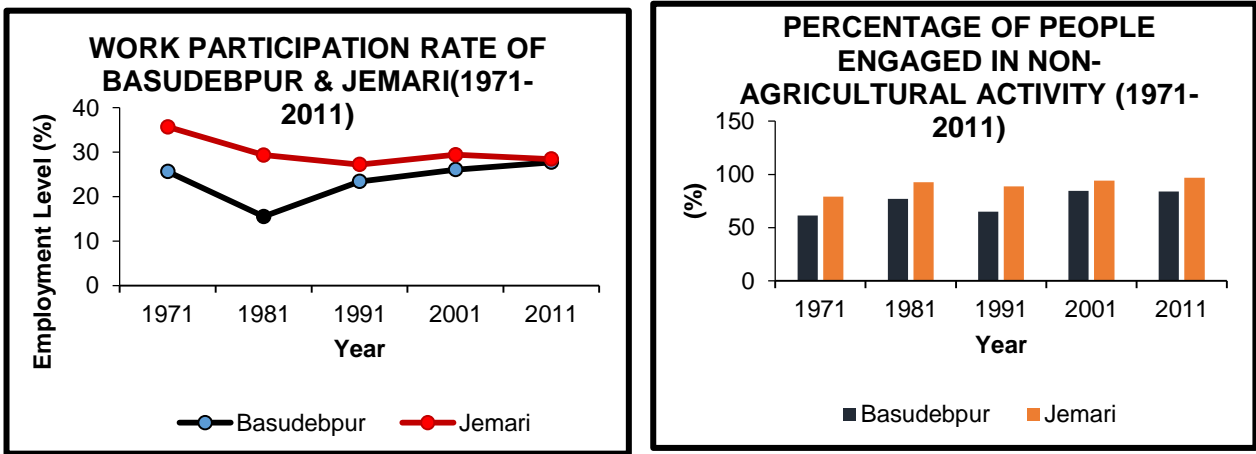 WORK PARTICIPATION RATE OF
BASUDEBPUR & JEMARI(1971-
2011)
Employment Level (%)
40
30
20
10
0
1971 1981 1991 2001 2011
Year
Basudebpur Jemari
PERCENTAGE OF PEOPLE
ENGAGED IN NON-
AGRICULTURAL ACTIVITY (1971-
2011)
(%)
150
100
50
0
1971 1981 1991 2001 2011
Year
Basudebpur Jemari